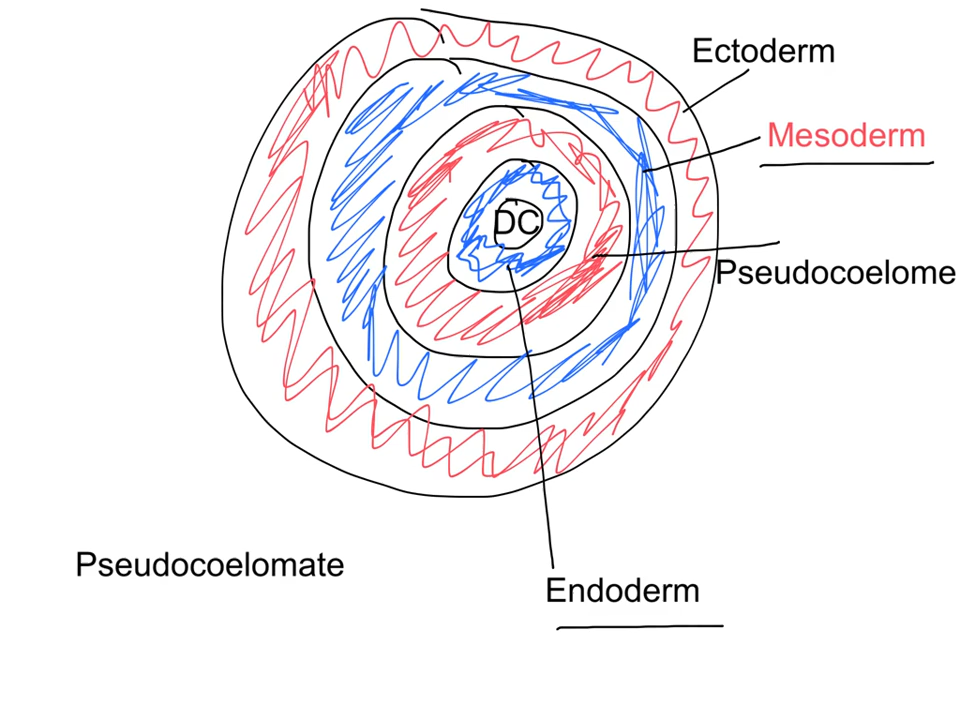 Ectoderm
Mesoderm
DC
Pseudocoelome
Pseudocoelomate
Endoderm